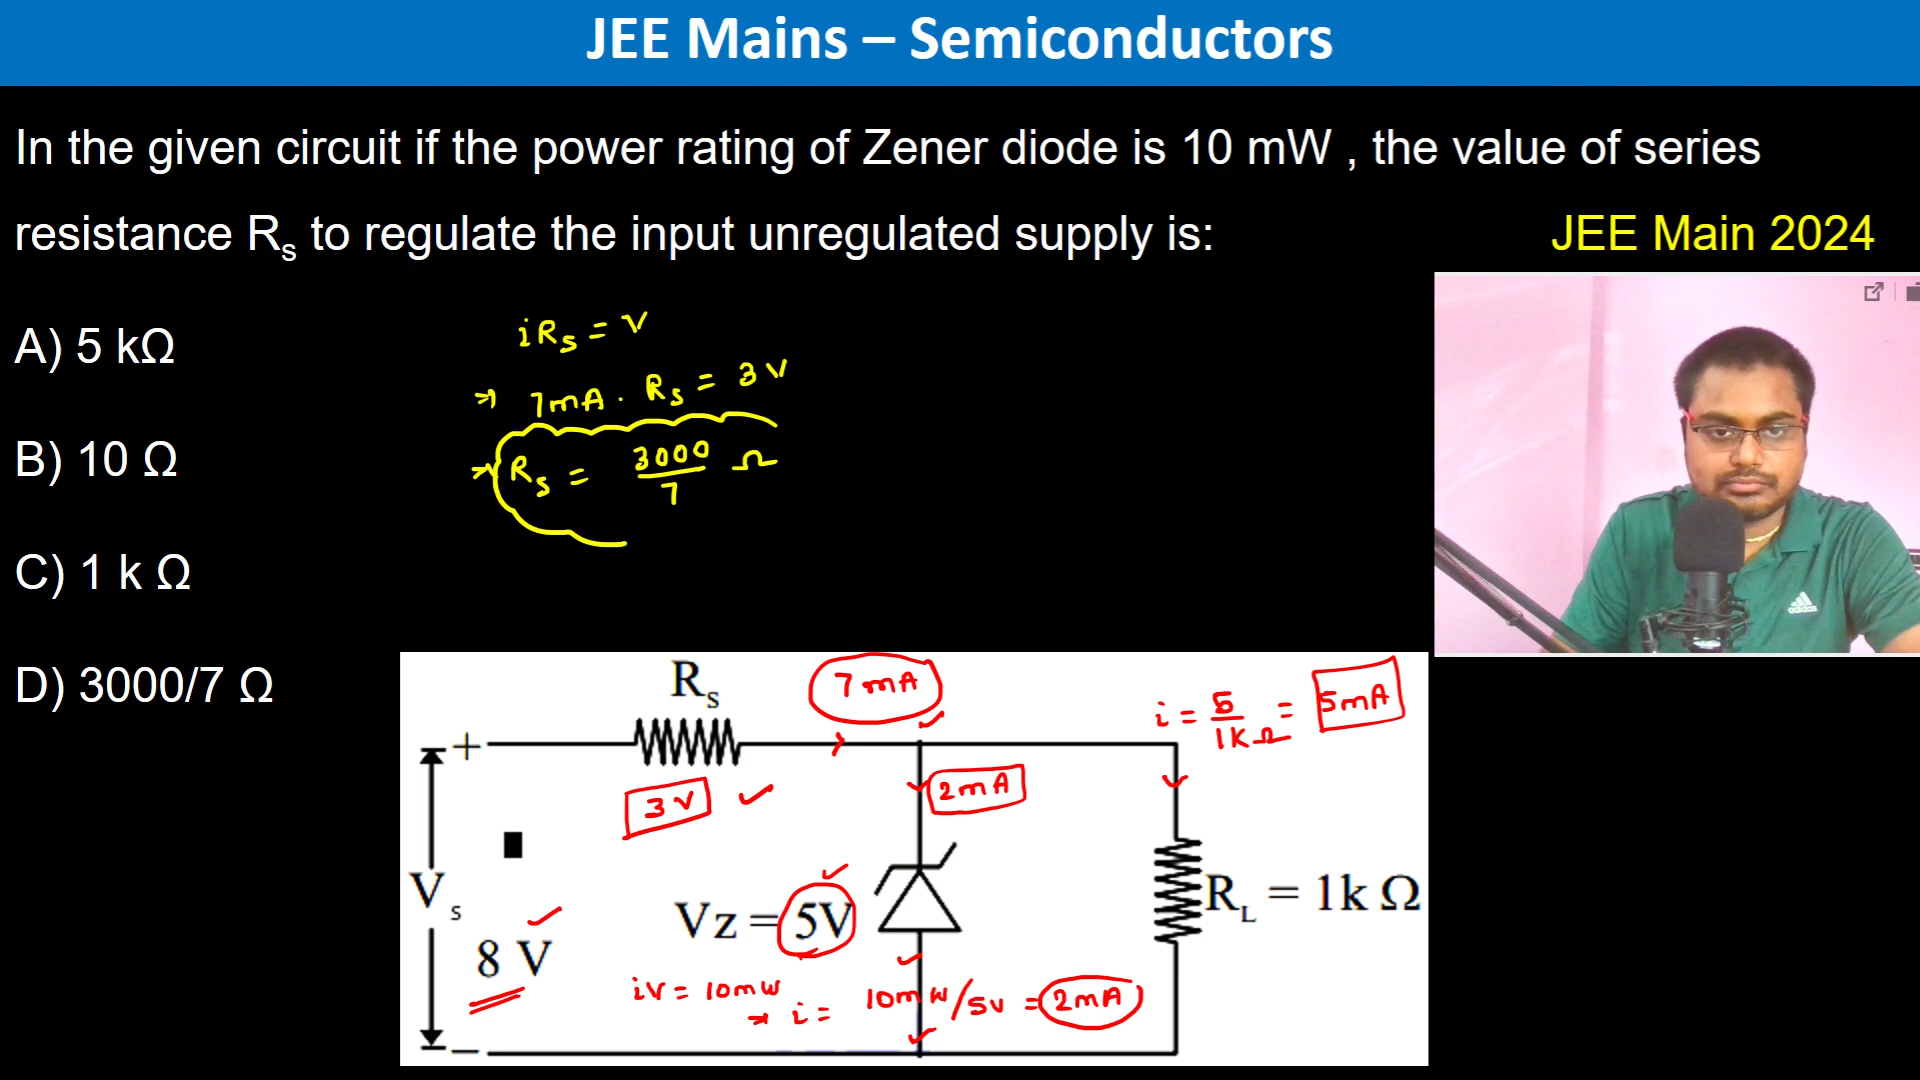 JEE Mains – Semiconductors
In the given circuit if the power rating of Zener diode is 10 mW , the value of series
resistance Rs to regulate the input unregulated supply is:
JEE Main 2024
A) 5 kΩ
B) 10 Ω
C) 1 k Ω
D) 3000/7 Ω
iRs = V
⇒ 7mA . Rs = 3 V
⇒ Rs = 3000/7 Ω
adidas
Rs
7mA
i = 5/1kΩ = 5mA
+
3V
2mA
Vs
8 V
Vz = 5V
RL = 1k Ω
iV = 10mW
⇒ i = 10mW/5V = 2mA
–